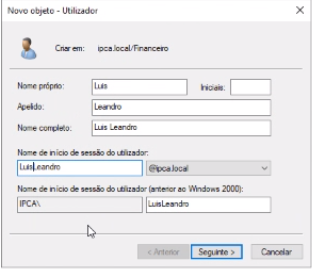 Novo objeto - Utilizador
Criar em: ipca.local/Financeiro
Nome próprio: Luis Iniciais:
Apelido: Leandro
Nome completo: Luis Leandro
Nome de início de sessão do utilizador:
LuisLeandro @ipca.local
Nome de início de sessão do utilizador (anterior ao Windows 2000):
IPCA\ LuisLeandro
< Anterior Seguinte > Cancelar